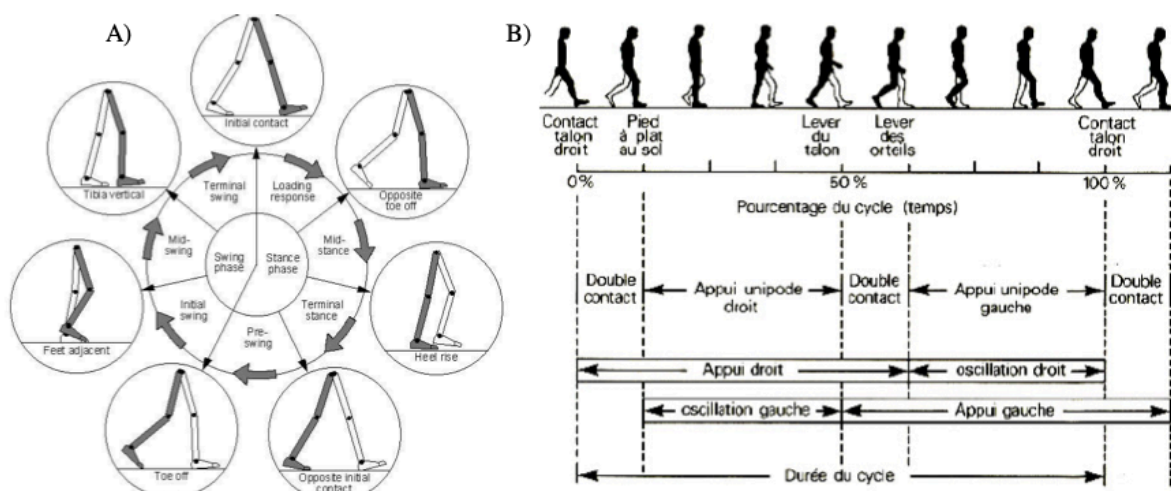 A)
Initial contact
Opposite
toe off
Heel rise
Opposite initial
contact
Toe off
Feet adjacent
Tibia vertical
Terminal
swing
Loading
response
Mid-
swing
Swing
phase
Stance
phase
Mid-
stance
Initial
swing
Pre-
swing
Terminal
stance
B)
Contact
talon
droit
Pied
à plat
au sol
Lever
du
talon
Lever
des
orteils
Contact
talon
droit
0% 50% 100%
Pourcentage du cycle (temps)
Double
contact
Appui unipode
droit
Double
contact
Appui unipode
gauche
Double
contact
Appui droit
oscillation droit
oscillation gauche
Appui gauche
Durée du cycle